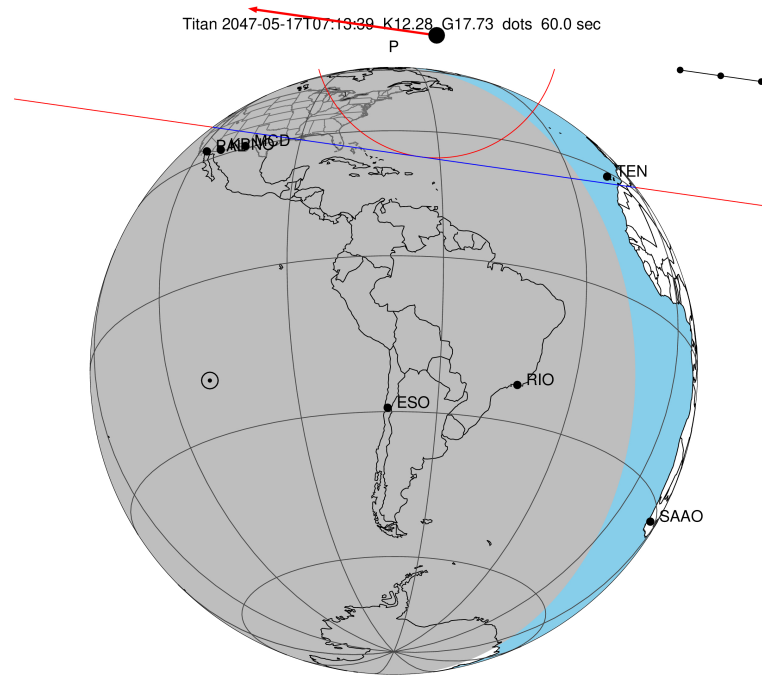 Titan 2047-05-17T07:13:39 K12.28 G17.73 dots 60.0 sec
P
MCD
TEN
RIO
ESO
SAAO